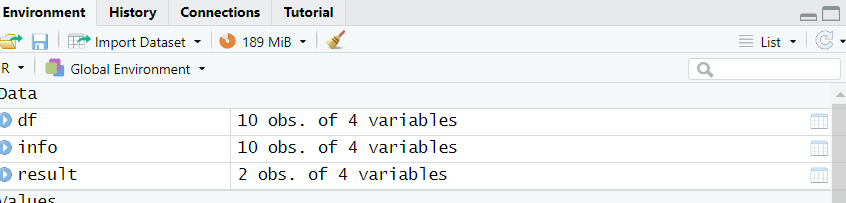 Environment History Connections Tutorial
Import Dataset 189 MiB List
R Global Environment
Data
df 10 obs. of 4 variables
info 10 obs. of 4 variables
result 2 obs. of 4 variables
Values